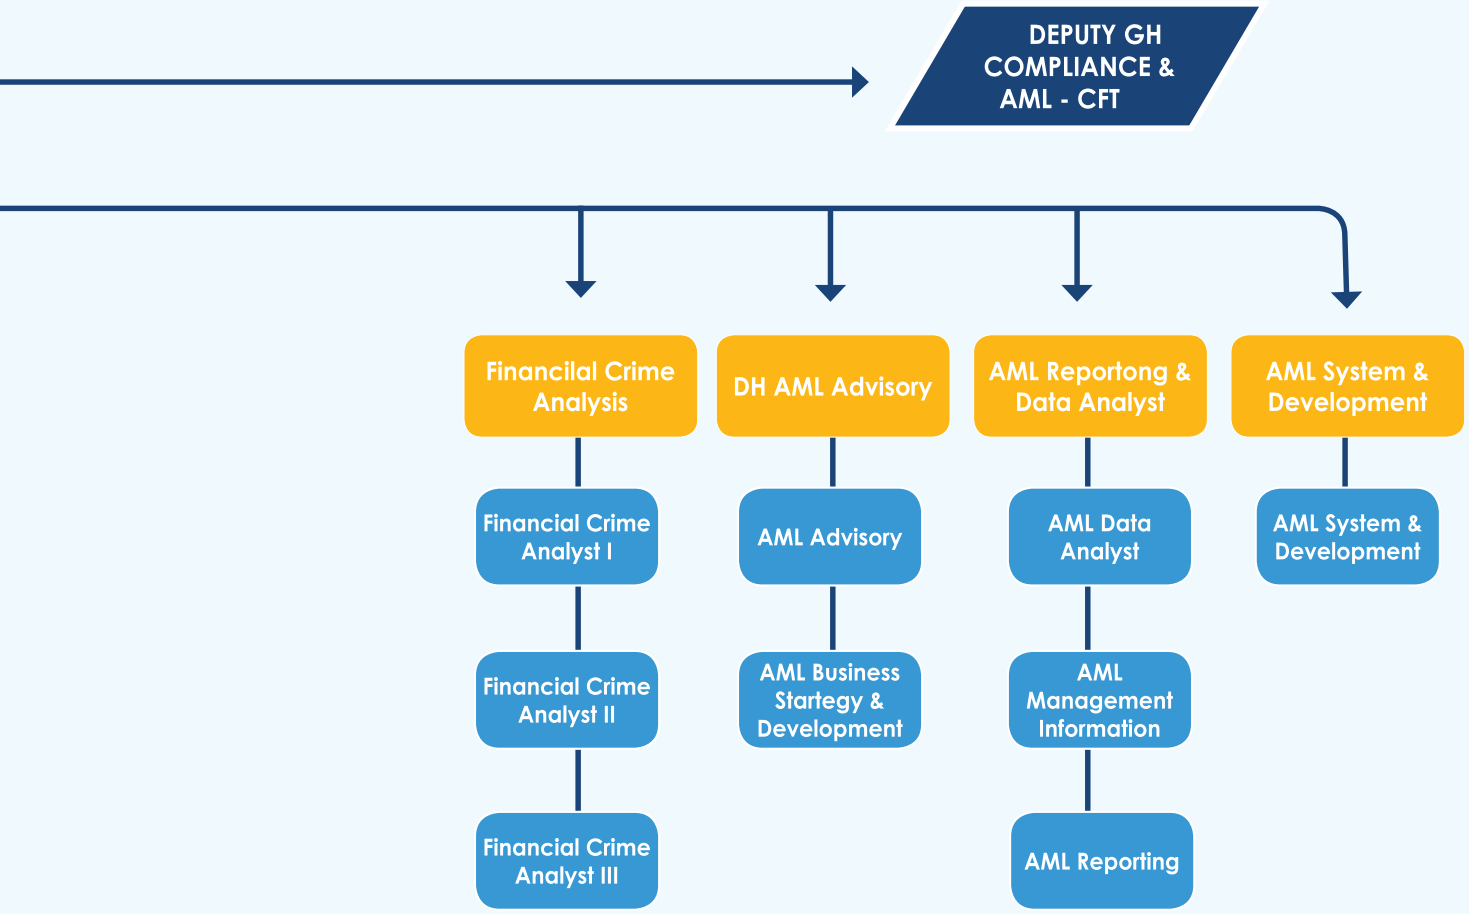 DEPUTY GH
COMPLIANCE &
AML - CFT
Financilal Crime
Analysis
DH AML Advisory
AML Reportong &
Data Analyst
AML System &
Development
Financial Crime
Analyst I
AML Advisory
AML Data
Analyst
AML System &
Development
Financial Crime
Analyst II
AML Business
Startegy &
Development
AML
Management
Information
Financial Crime
Analyst III
AML Reporting